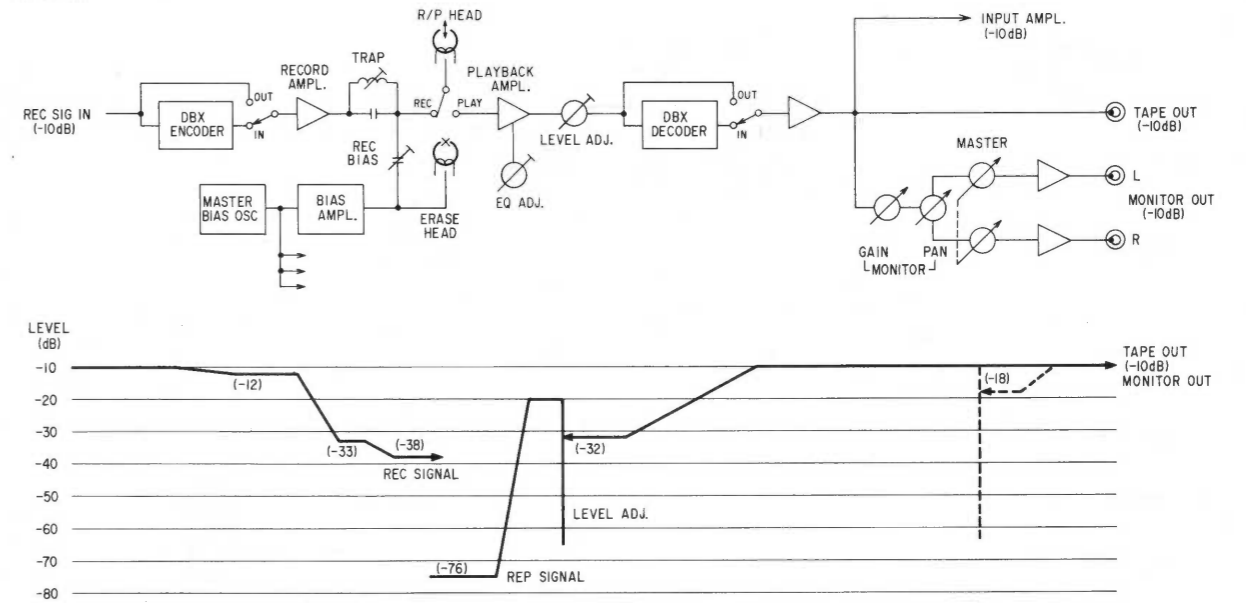 R/P HEAD
INPUT AMPL.
(-10dB)
TRAP
RECORD
AMPL.
PLAYBACK
AMPL.
OUT
REC
PLAY
OUT
REC SIG IN
(-10dB)
DBX
ENCODER
IN
LEVEL ADJ.
DBX
DECODER
IN
TAPE OUT
(-10dB)
REC
BIAS
MASTER
MASTER
BIAS OSC
BIAS
AMPL.
ERASE
HEAD
EQ ADJ.
L
MONITOR OUT
(-10dB)
R
GAIN
PAN
MONITOR
LEVEL
(dB)
-10
-20
-30
-40
-50
-60
-70
-80
(-12)
(-33)
(-38)
REC SIGNAL
(-76)
REP SIGNAL
LEVEL ADJ.
(-32)
(-18)
TAPE OUT
(-10dB)
MONITOR OUT